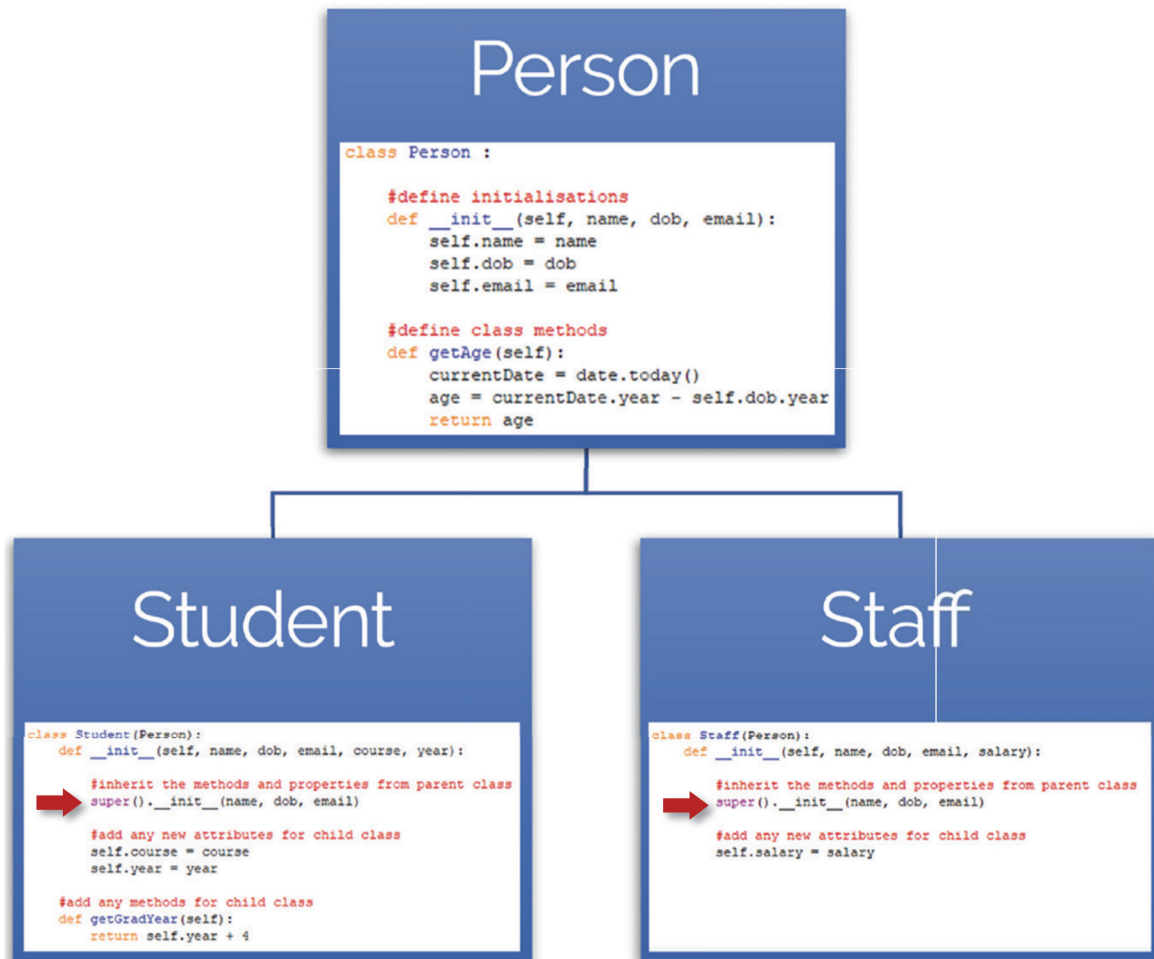 Person
class Person :
#define initialisations
def __init__(self, name, dob, email):
self.name = name
self.dob = dob
self.email = email
#define class methods
def getAge(self):
currentDate = date.today()
age = currentDate.year - self.dob.year
return age
Student
class Student(Person):
def __init__(self, name, dob, email, course, year):
#inherit the methods and properties from parent class
super().__init__(name, dob, email)
#add any new attributes for child class
self.course = course
self.year = year
#add any methods for child class
def getGradYear(self):
return self.year + 4
Staff
class Staff(Person):
def __init__(self, name, dob, email, salary):
#inherit the methods and properties from parent class
super().__init__(name, dob, email)
#add any new attributes for child class
self.salary = salary